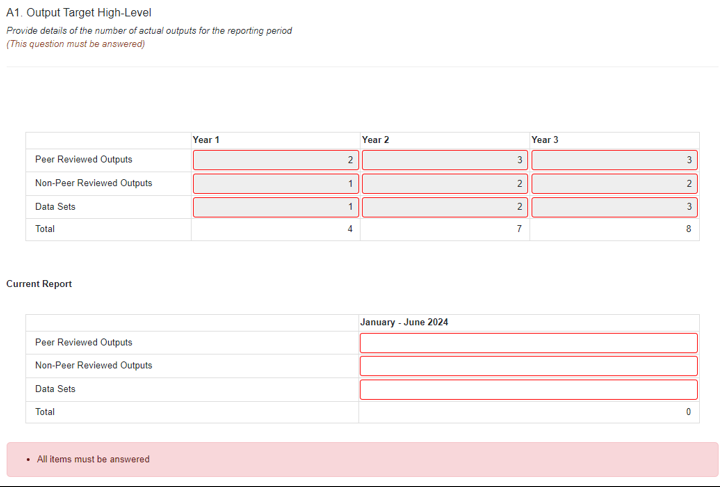 A1. Output Target High-Level
Provide details of the number of actual outputs for the reporting period
(This question must be answered)
Year 1 Year 2 Year 3
Peer Reviewed Outputs 2 3 3
Non-Peer Reviewed Outputs 1 2 2
Data Sets 1 2 3
Total 4 7 8
Current Report
January - June 2024
Peer Reviewed Outputs
Non-Peer Reviewed Outputs
Data Sets
Total 0
• All items must be answered